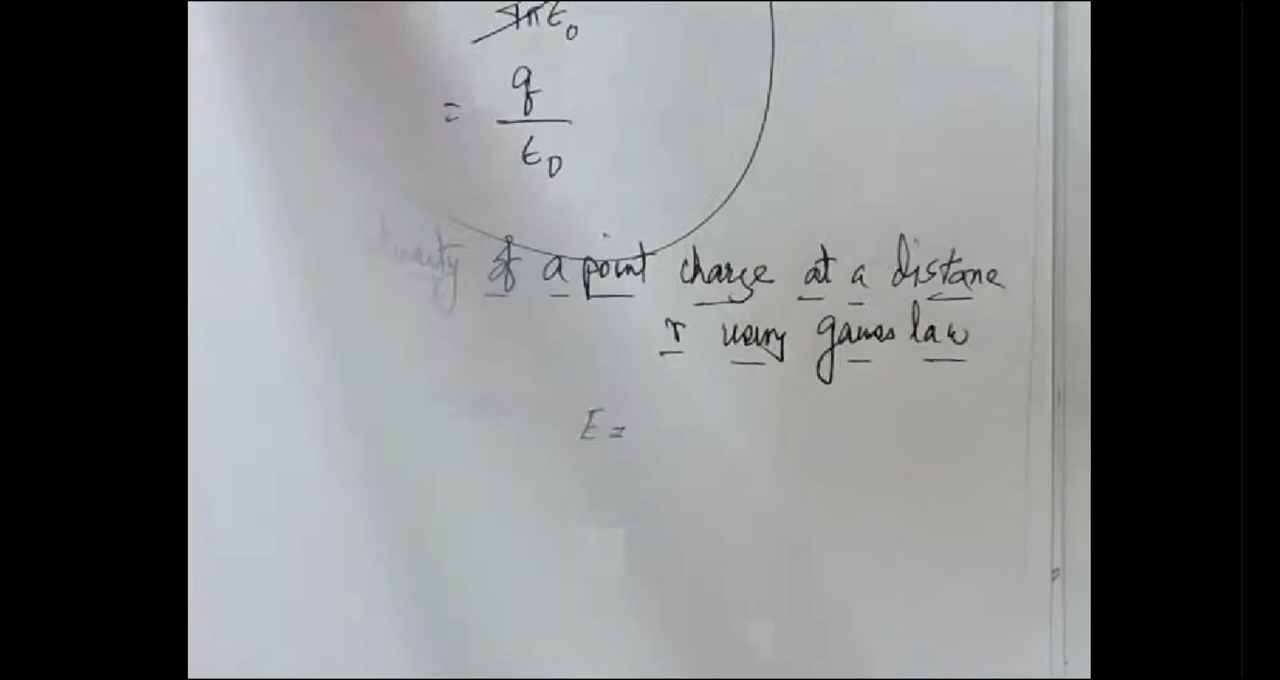 4πε₀
= q
ε₀
of a point charge at a distane
r using gauss law
E =